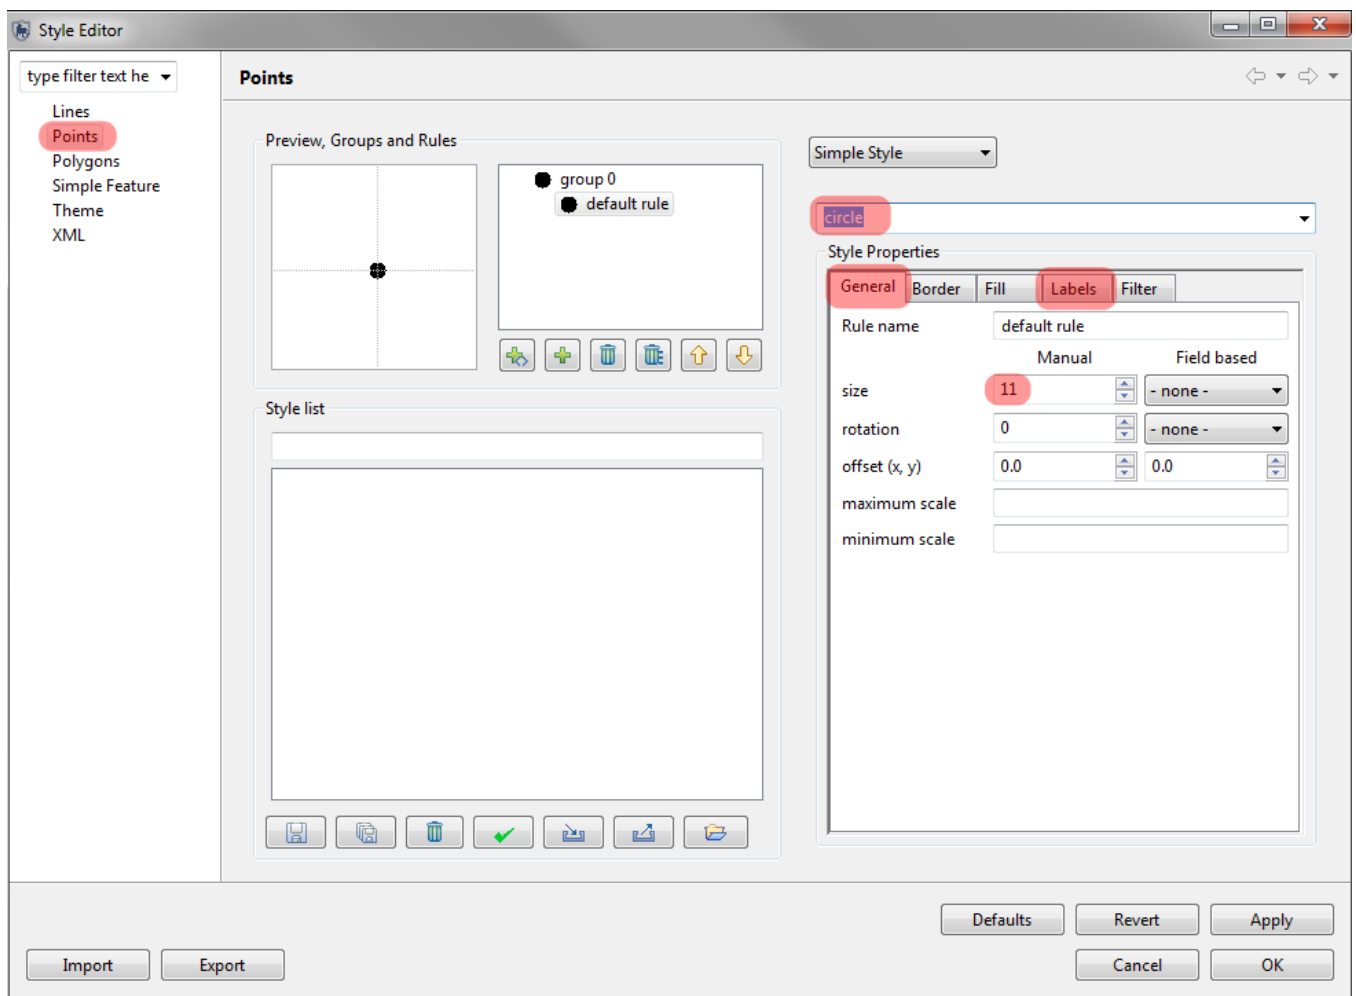 Style Editor
type filter text he
Lines
Points
Polygons
Simple Feature
Theme
XML
Points
Preview, Groups and Rules
group 0
default rule
Style list
Simple Style
circle
Style Properties
General Border Fill Labels Filter
Rule name default rule
Manual Field based
size 11 - none -
rotation 0 - none -
offset (x, y) 0.0 0.0
maximum scale
minimum scale
Defaults Revert Apply
Import Export Cancel OK